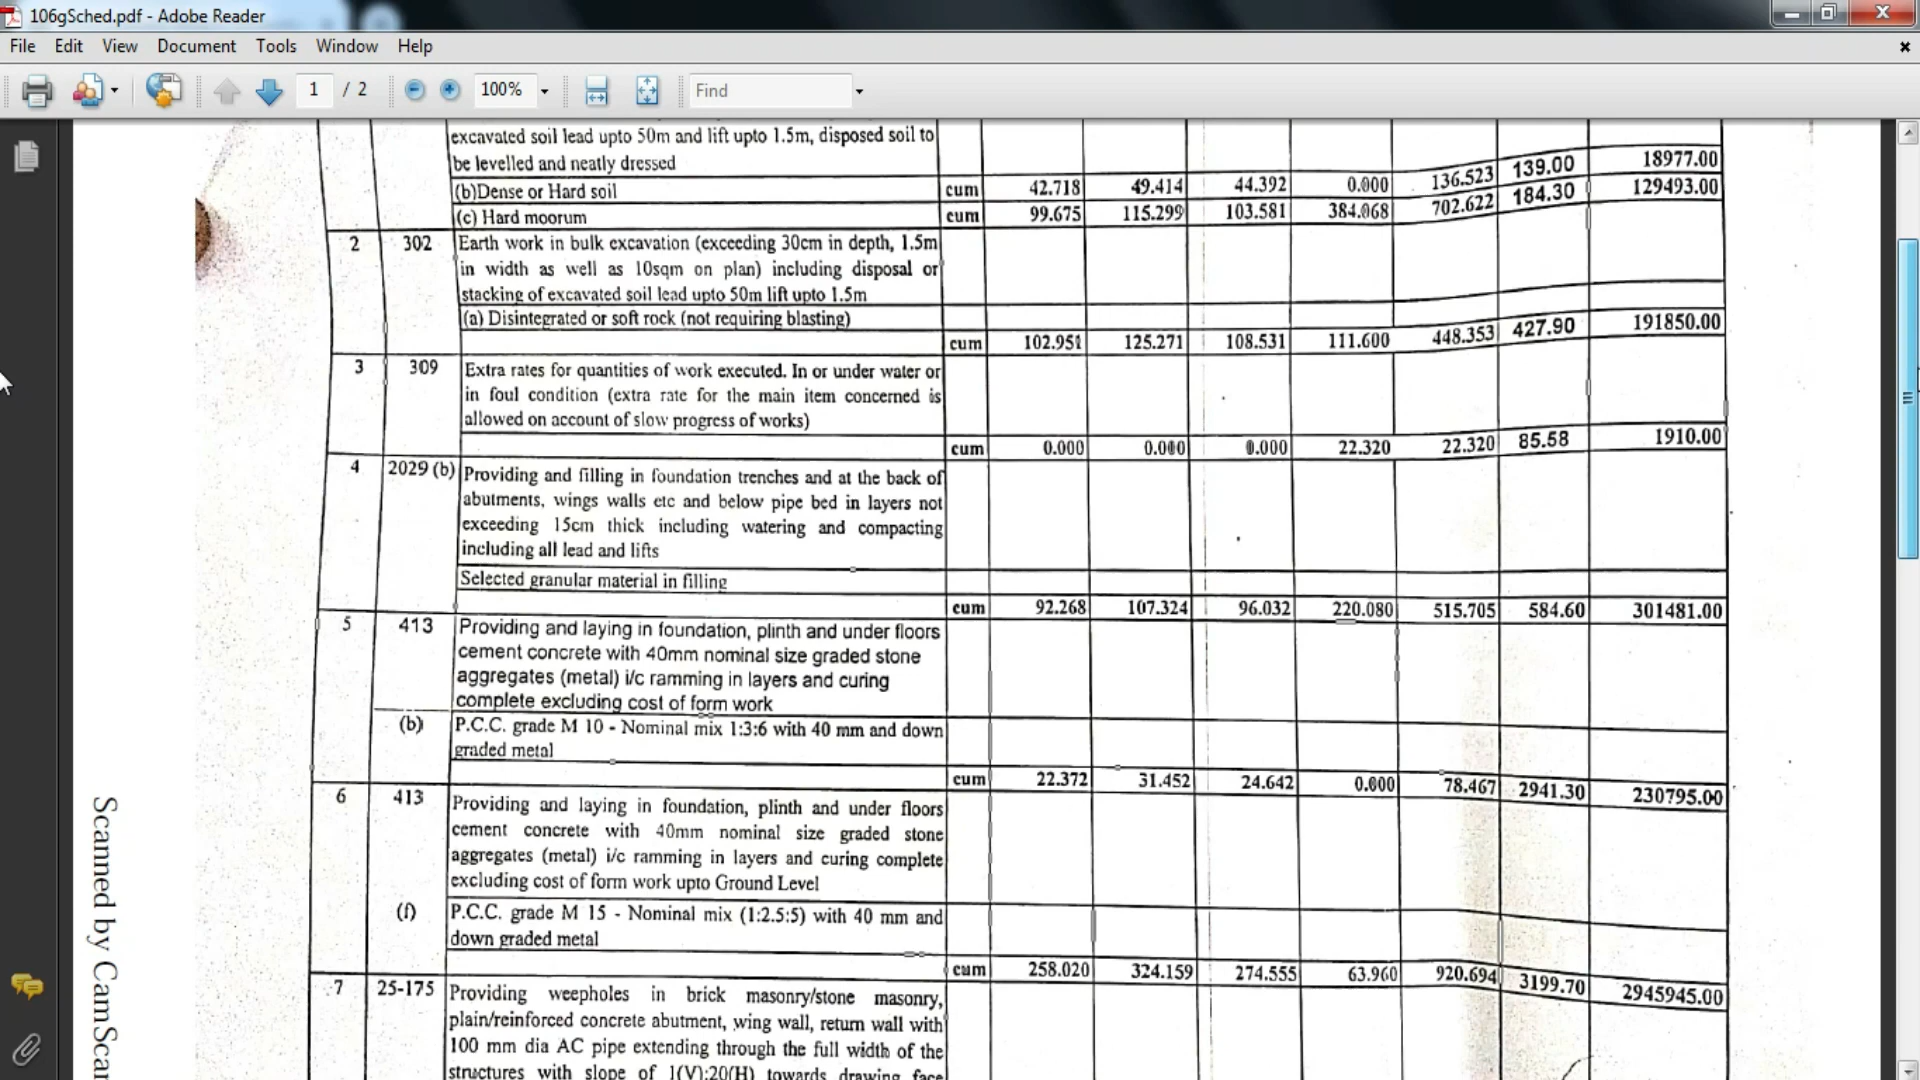 106gSched.pdf - Adobe Reader
File Edit View Document Tools Window Help
1 / 2 100% Find
excavated soil lead upto 50m and lift upto 1.5m, disposed soil to
be levelled and neatly dressed
(b)Dense or Hard soil cum 42.718 49.414 44.392 0.000 136.523 139.00 18977.00
(c) Hard moorum cum 99.675 115.299 103.581 384.068 702.622 184.30 129493.00
2 302 Earth work in bulk excavation (exceeding 30cm in depth, 1.5m
in width as well as 10sqm on plan) including disposal or
stacking of excavated soil lead upto 50m lift upto 1.5m
(a) Disintegrated or soft rock (not requiring blasting)
cum 102.951 125.271 108.531 111.600 448.353 427.90 191850.00
3 309 Extra rates for quantities of work executed. In or under water or
in foul condition (extra rate for the main item concerned is
allowed on account of slow progress of works)
cum 0.000 0.000 0.000 22.320 22.320 85.58 1910.00
4 2029 (b) Providing and filling in foundation trenches and at the back of
abutments, wings walls etc and below pipe bed in layers not
exceeding 15cm thick including watering and compacting
including all lead and lifts
Selected granular material in filling
cum 92.268 107.324 96.032 220.080 515.705 584.60 301481.00
5 413 Providing and laying in foundation, plinth and under floors
cement concrete with 40mm nominal size graded stone
aggregates (metal) i/c ramming in layers and curing
complete excluding cost of form work
(b) P.C.C. grade M 10 - Nominal mix 1:3:6 with 40 mm and down
graded metal
cum 22.372 31.452 24.642 0.000 78.467 2941.30 230795.00
6 413 Providing and laying in foundation, plinth and under floors
cement concrete with 40mm nominal size graded stone
aggregates (metal) i/c ramming in layers and curing complete
excluding cost of form work upto Ground Level
(f) P.C.C. grade M 15 - Nominal mix (1:2.5:5) with 40 mm and
down graded metal
cum 258.020 324.159 274.555 63.960 920.694 3199.70 2945945.00
7 25-175 Providing weepholes in brick masonry/stone masonry,
plain/reinforced concrete abutment, wing wall, return wall with
100 mm dia AC pipe extending through the full width of the
structures with slope of 1(V):20(H) towards drawing face
Scanned by CamScan